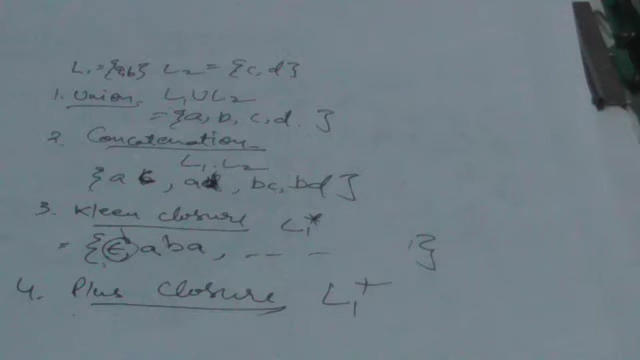 L₁ = {a,b} L₂ = {c,d}
1. Union. L₁UL₂
= {a, b, c, d. }
2. Concatenation
L₁.L₂
{ac, ad, bc, bd}
3. Kleen closure L₁*
= {ϵ, aba, -- - }
4. Plus Closure L₁⁺